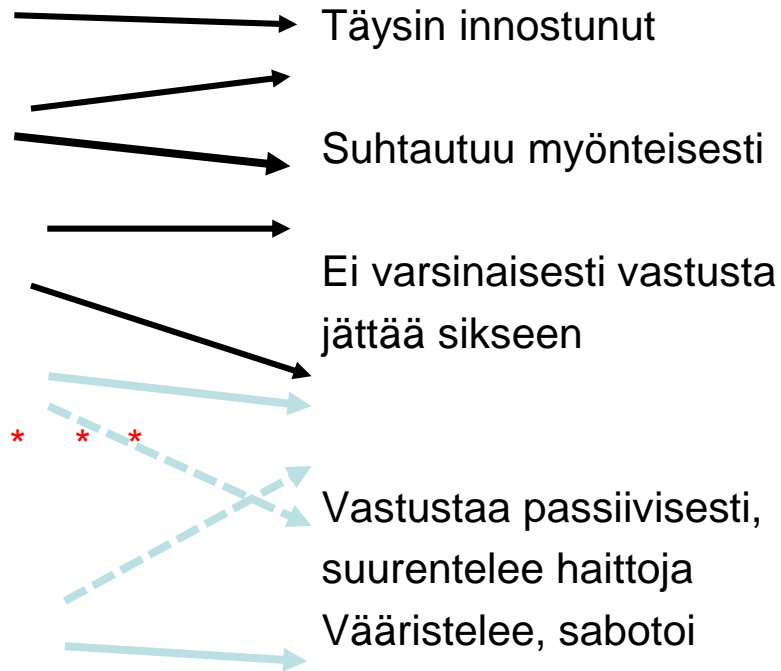 Täysin innostunut
Suhtautuu myönteisesti
Ei varsinaisesti vastusta
jättää sikseen
* * *
Vastustaa passiivisesti,
suurentelee haittoja
Vääristelee, sabotoi